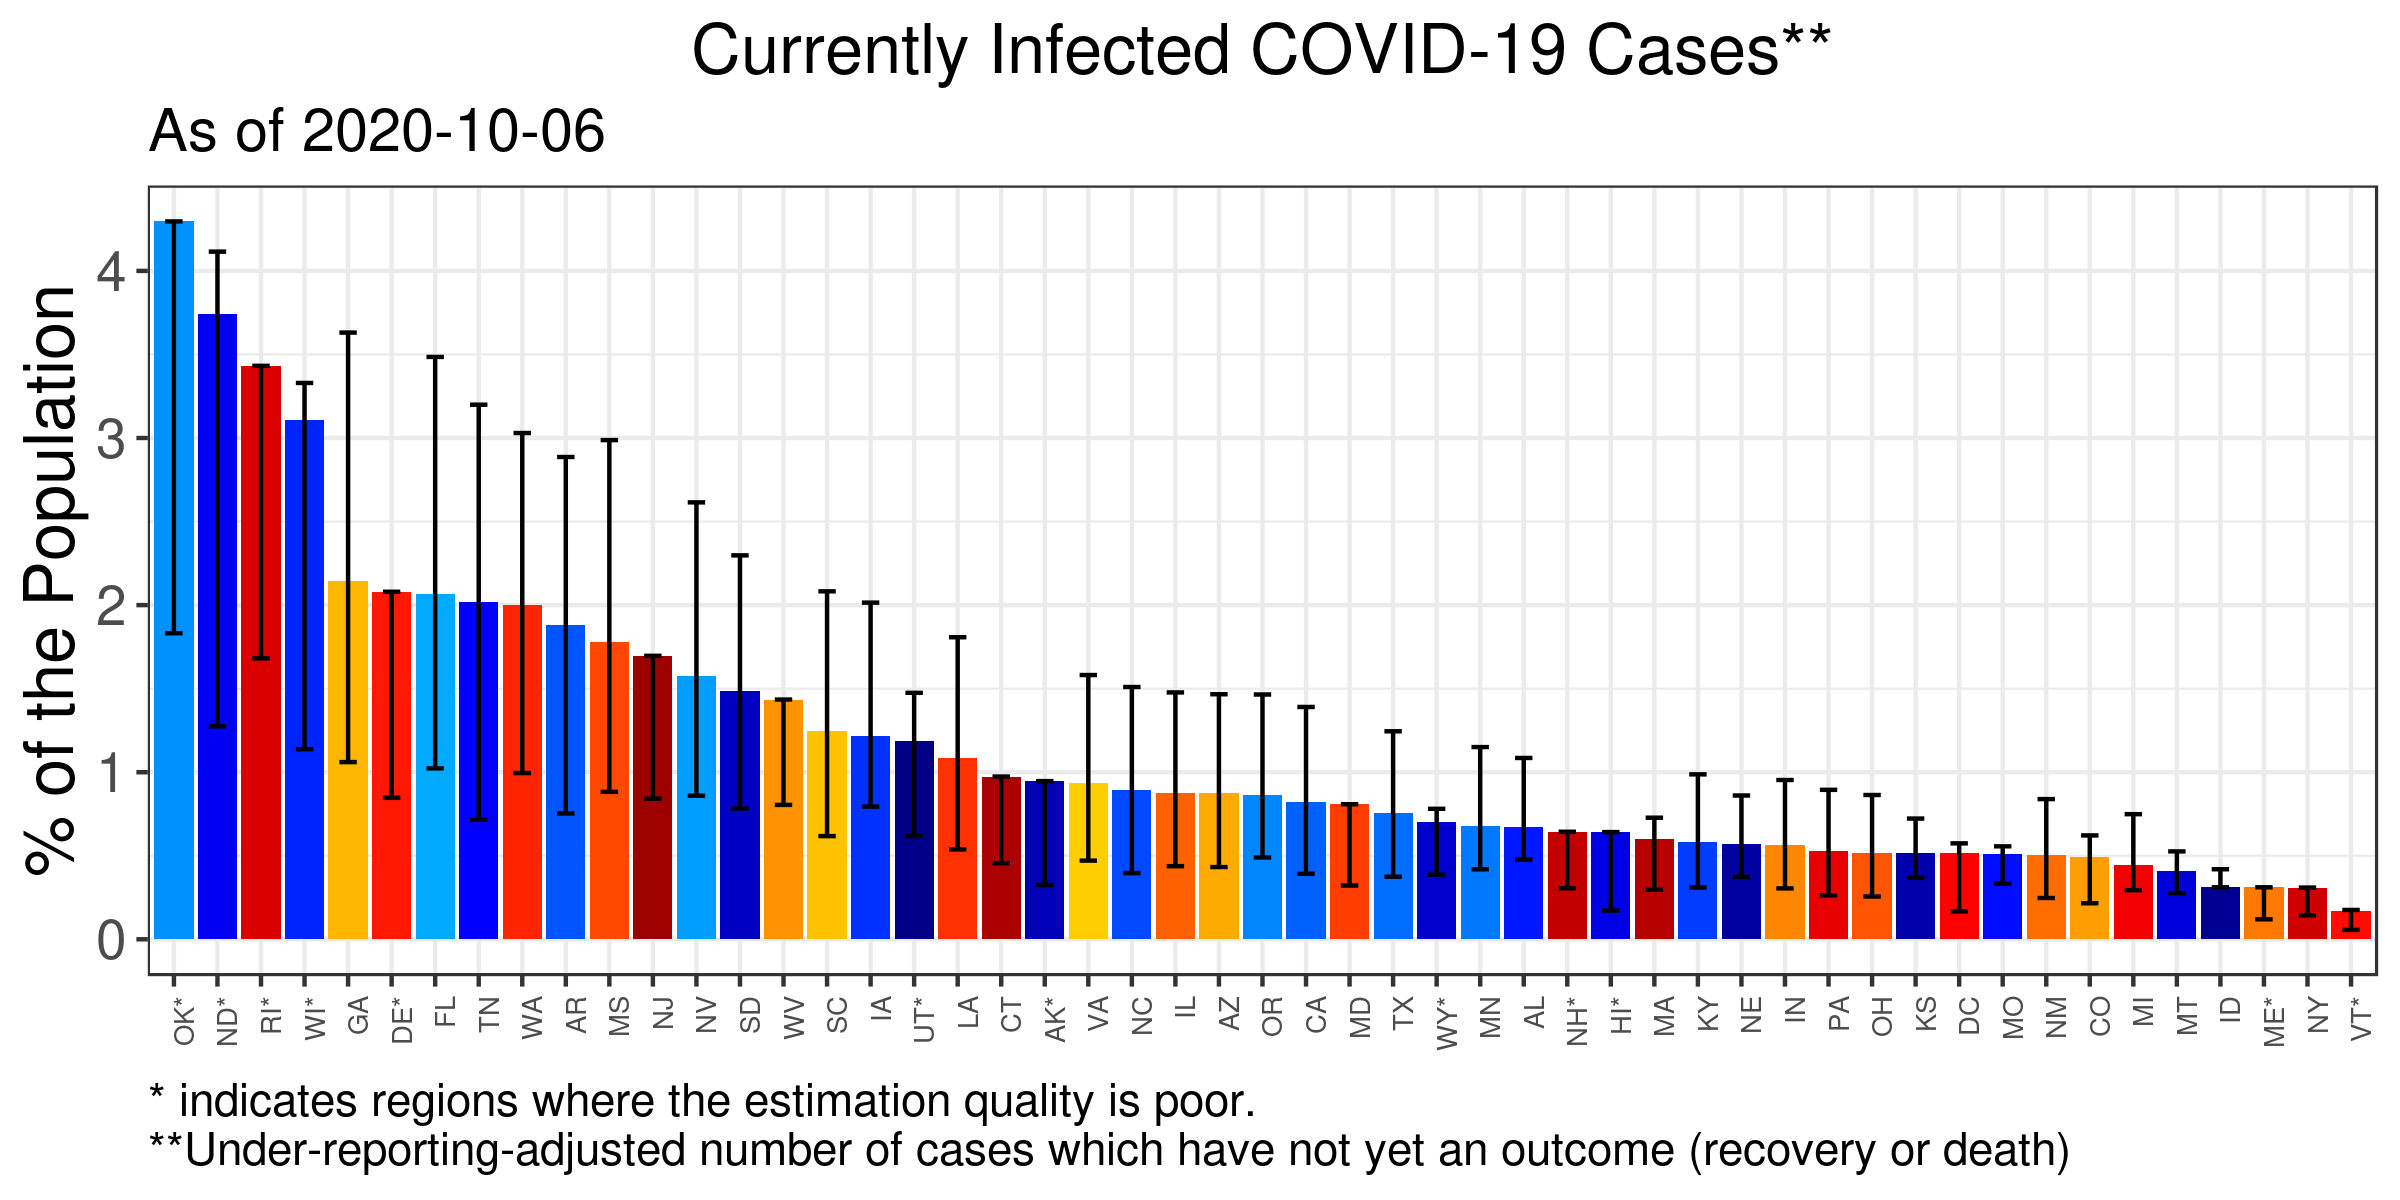 Currently Infected COVID-19 Cases**
As of 2020-10-06
% of the Population
4
3
2
1
0
OK* ND* RI* WI* GA DE* FL TN WA AR MS NJ NV SD WV SC IA UT* LA CT AK* VA NC IL AZ OR CA MD TX WY* MN AL NH* HI* MA KY NE IN PA OH KS DC MO NM CO MI MT ID ME* NY VT*
* indicates regions where the estimation quality is poor.
**Under-reporting-adjusted number of cases which have not yet an outcome (recovery or death)